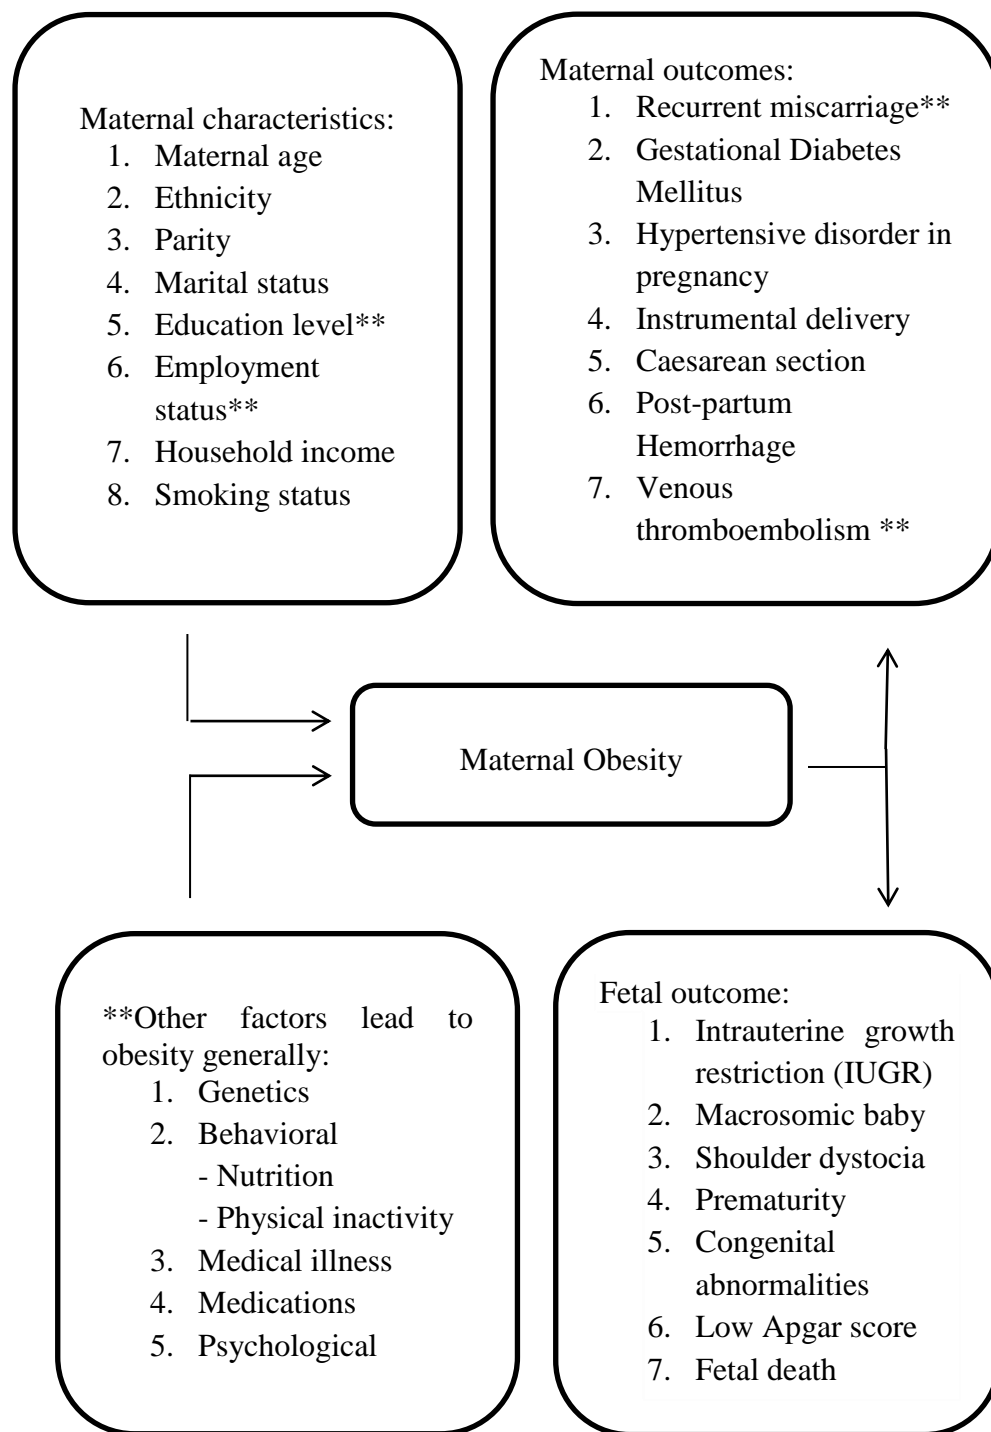 Maternal characteristics:
1. Maternal age
2. Ethnicity
3. Parity
4. Marital status
5. Education level**
6. Employment
status**
7. Household income
8. Smoking status
Maternal outcomes:
1. Recurrent miscarriage**
2. Gestational Diabetes
Mellitus
3. Hypertensive disorder in
pregnancy
4. Instrumental delivery
5. Caesarean section
6. Post-partum
Hemorrhage
7. Venous
thromboembolism **
Maternal Obesity
**Other factors lead to
obesity generally:
1. Genetics
2. Behavioral
- Nutrition
- Physical inactivity
3. Medical illness
4. Medications
5. Psychological
Fetal outcome:
1. Intrauterine growth
restriction (IUGR)
2. Macrosomic baby
3. Shoulder dystocia
4. Prematurity
5. Congenital
abnormalities
6. Low Apgar score
7. Fetal death